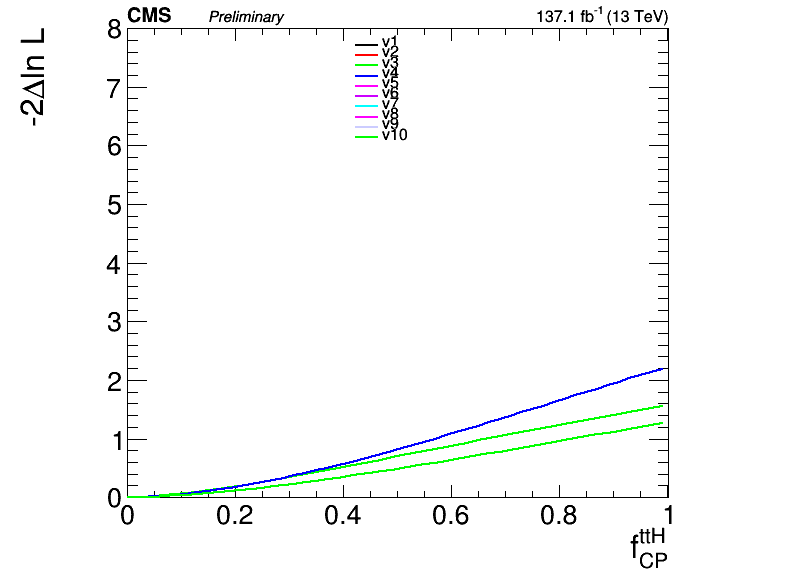 CMS Preliminary 137.1 fb-1 (13 TeV)
-2Δln L
8
7
6
5
4
3
2
1
0
v1
v2
v3
v4
v5
v6
v7
v8
v9
v10
0 0.2 0.4 0.6 0.8 1
f ttH CP